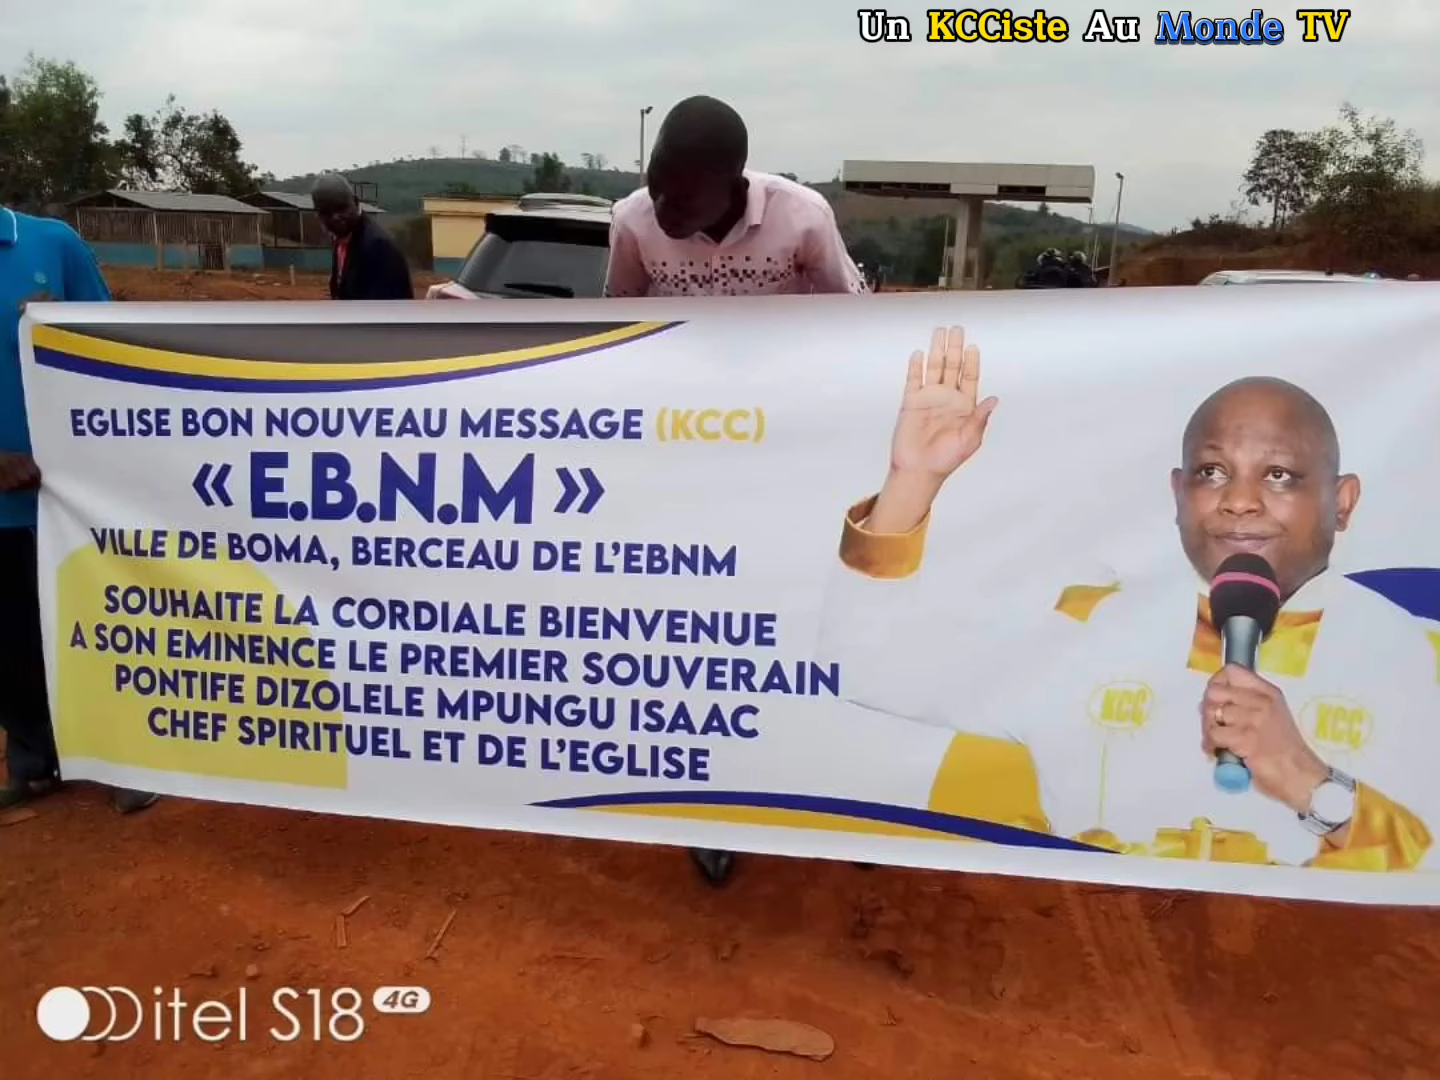 Un KCCiste Au Monde TV
EGLISE BON NOUVEAU MESSAGE (KCC)
« E.B.N.M »
VILLE DE BOMA, BERCEAU DE L'EBNM
SOUHAITE LA CORDIALE BIENVENUE
A SON EMINENCE LE PREMIER SOUVERAIN
PONTIFE DIZOLELE MPUNGU ISAAC
CHEF SPIRITUEL ET DE L'EGLISE
KCC
KCC
itel S18 4G